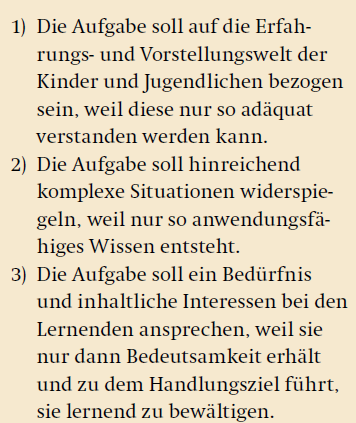 1) Die Aufgabe soll auf die Erfah-
rungs- und Vorstellungswelt der
Kinder und Jugendlichen bezogen
sein, weil diese nur so adäquat
verstanden werden kann.
2) Die Aufgabe soll hinreichend
komplexe Situationen widerspie-
geln, weil nur so anwendungsfä-
higes Wissen entsteht.
3) Die Aufgabe soll ein Bedürfnis
und inhaltliche Interessen bei den
Lernenden ansprechen, weil sie
nur dann Bedeutsamkeit erhält
und zu dem Handlungsziel führt,
sie lernend zu bewältigen.